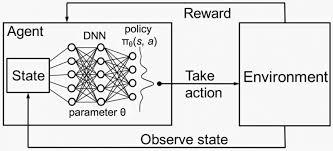 Reward
Agent
DNN
policy
πθ(s, a)
State
Take
action
Environment
parameter θ
Observe state